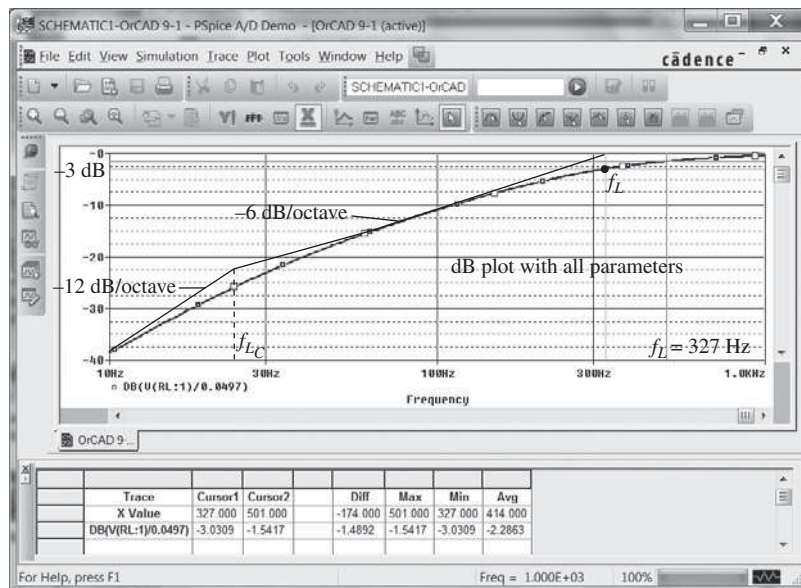 SCHEMATIC1-OrCAD 9-1 - PSpice A/D Demo - [OrCAD 9-1 (active)]
File Edit View Simulation Trace Plot Tools Window Help
cādence
SCHEMATIC1-OrCAD
-0
–3 dB
f_L
-10
–6 dB/octave
-20
dB plot with all parameters
–12 dB/octave
-30
f_LC
f_L = 327 Hz
-40
10Hz 30Hz 100Hz 300Hz 1.0KHz
DB(V(RL:1)/0.0497)
Frequency
OrCAD 9-...
Trace Cursor1 Cursor2 Diff Max Min Avg
X Value 327.000 501.000 -174.000 501.000 327.000 414.000
DB(V(RL:1)/0.0497) -3.0309 -1.5417 -1.4892 -1.5417 -3.0309 -2.2863
For Help, press F1 Freq = 1.000E+03 100%